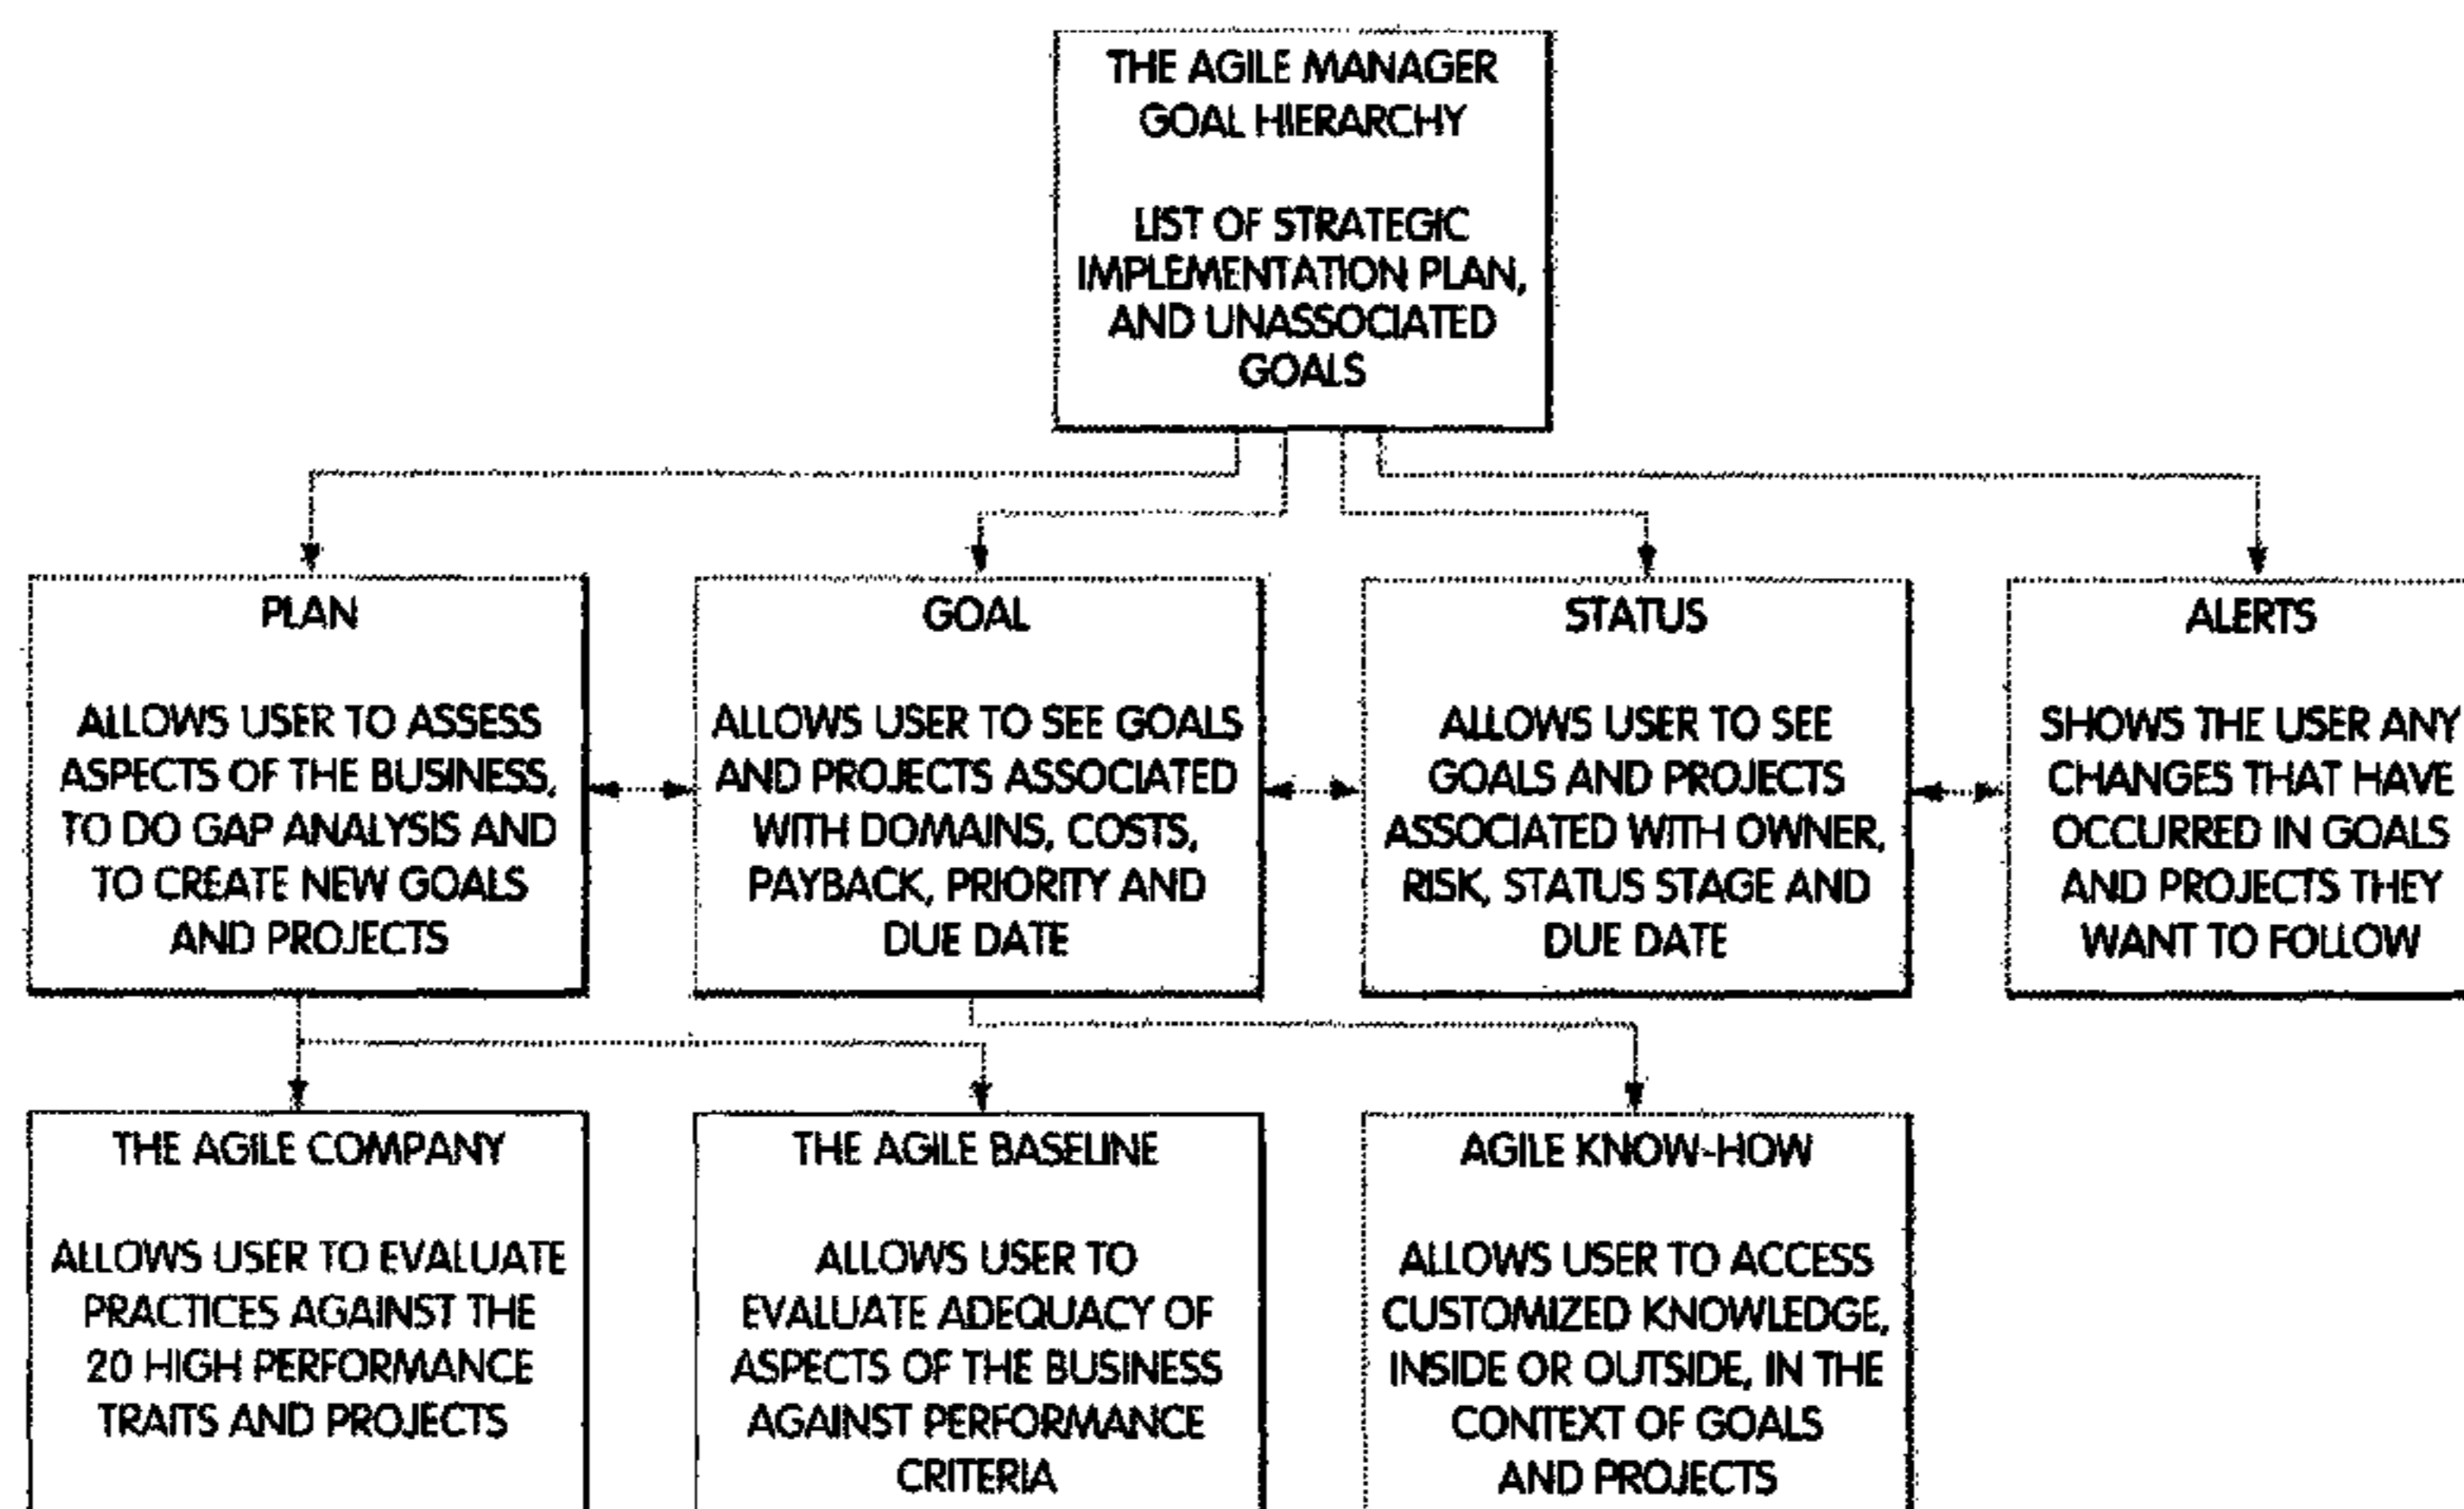 THE AGILE MANAGER
GOAL HIERARCHY
LIST OF STRATEGIC
IMPLEMENTATION PLAN,
AND UNASSOCIATED
GOALS
PLAN
ALLOWS USER TO ASSESS
ASPECTS OF THE BUSINESS,
TO DO GAP ANALYSIS AND
TO CREATE NEW GOALS
AND PROJECTS
GOAL
ALLOWS USER TO SEE GOALS
AND PROJECTS ASSOCIATED
WITH DOMAINS, COSTS,
PAYBACK, PRIORITY AND
DUE DATE
STATUS
ALLOWS USER TO SEE
GOALS AND PROJECTS
ASSOCIATED WITH OWNER,
RISK, STATUS STAGE AND
DUE DATE
ALERTS
SHOWS THE USER ANY
CHANGES THAT HAVE
OCCURRED IN GOALS
AND PROJECTS THEY
WANT TO FOLLOW
THE AGILE COMPANY
ALLOWS USER TO EVALUATE
PRACTICES AGAINST THE
20 HIGH PERFORMANCE
TRAITS AND PROJECTS
THE AGILE BASELINE
ALLOWS USER TO
EVALUATE ADEQUACY OF
ASPECTS OF THE BUSINESS
AGAINST PERFORMANCE
CRITERIA
AGILE KNOW-HOW
ALLOWS USER TO ACCESS
CUSTOMIZED KNOWLEDGE,
INSIDE OR OUTSIDE, IN THE
CONTEXT OF GOALS
AND PROJECTS